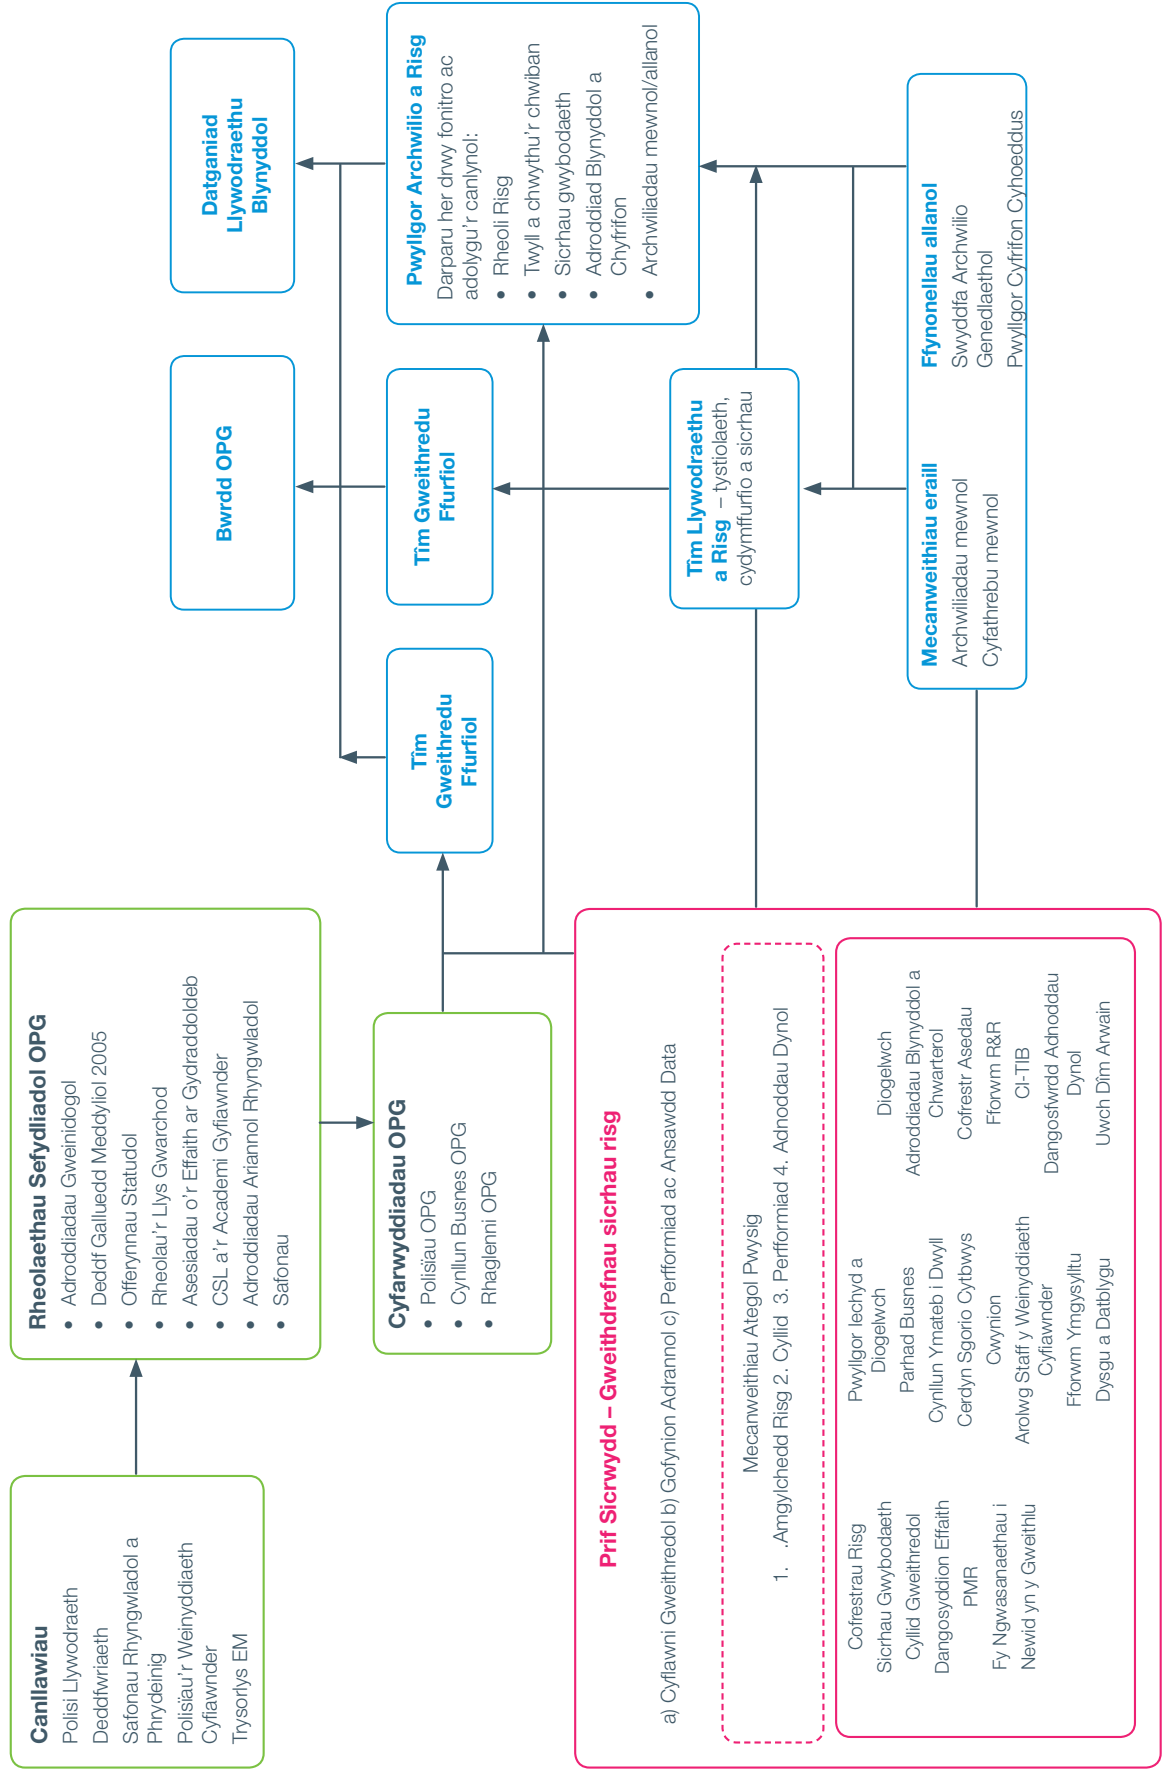 Canllawiau
Polisi Llywodraeth
Deddfwriaeth
Safonau Rhyngwladol a
Phrydeinig
Polisïau'r Weinyddiaeth
Cyfiawnder
Trysorlys EM
Rheolaethau Sefydliadol OPG
• Adroddiadau Gweinidogol
• Deddf Galluedd Meddyliol 2005
• Offerynnau Statudol
• Rheolau'r Llys Gwarchod
• Asesiadau o'r Effaith ar Gydraddoldeb
• CSL a'r Academi Gyfiawnder
• Adroddiadau Ariannol Rhyngwladol
• Safonau
Cyfarwyddiadau OPG
• Polisïau OPG
• Cynllun Busnes OPG
• Rhaglenni OPG
Tîm
Gweithredu
Ffurfiol
Bwrdd OPG
Tîm Gweithredu
Ffurfiol
Datganiad
Llywodraethu
Blynyddol
Pwyllgor Archwilio a Risg
Darparu her drwy fonitro ac
adolygu'r canlynol:
• Rheoli Risg
• Twyll a chwythu'r chwiban
• Sicrhau gwybodaeth
• Adroddiad Blynyddol a
Chyfrifon
• Archwiliadau mewnol/allanol
Tîm Llywodraethu
a Risg – tystiolaeth,
cydymffurfio a sicrhau
Mecanweithiau eraill
Archwiliadau mewnol
Cyfathrebu mewnol
Ffynonellau allanol
Swyddfa Archwilio
Genedlaethol
Pwyllgor Cyfrifon Cyhoeddus
Prif Sicrwydd – Gweithdrefnau sicrhau risg
a) Cyflawni Gweithredol b) Gofynion Adrannol c) Perfformiad ac Ansawdd Data
Mecanweithiau Ategol Pwysig
1. .Amgylchedd Risg 2. Cyllid 3. Perfformiad 4. Adnoddau Dynol
Cofrestrau Risg
Sicrhau Gwybodaeth
Cyllid Gweithredol
Dangosyddion Effaith
PMR
Fy Ngwasanaethau i
Newid yn y Gweithlu
Pwyllgor Iechyd a
Diogelwch
Parhad Busnes
Cynllun Ymateb i Dwyll
Cerdyn Sgorio Cytbwys
Cwynion
Arolwg Staff y Weinyddiaeth
Cyfiawnder
Fforwm Ymgysylltu
Dysgu a Datblygu
Diogelwch
Adroddiadau Blynyddol a
Chwarterol
Cofrestr Asedau
Fforwm R&R
CI-TIB
Dangosfwrdd Adnoddau
Dynol
Uwch Dîm Arwain